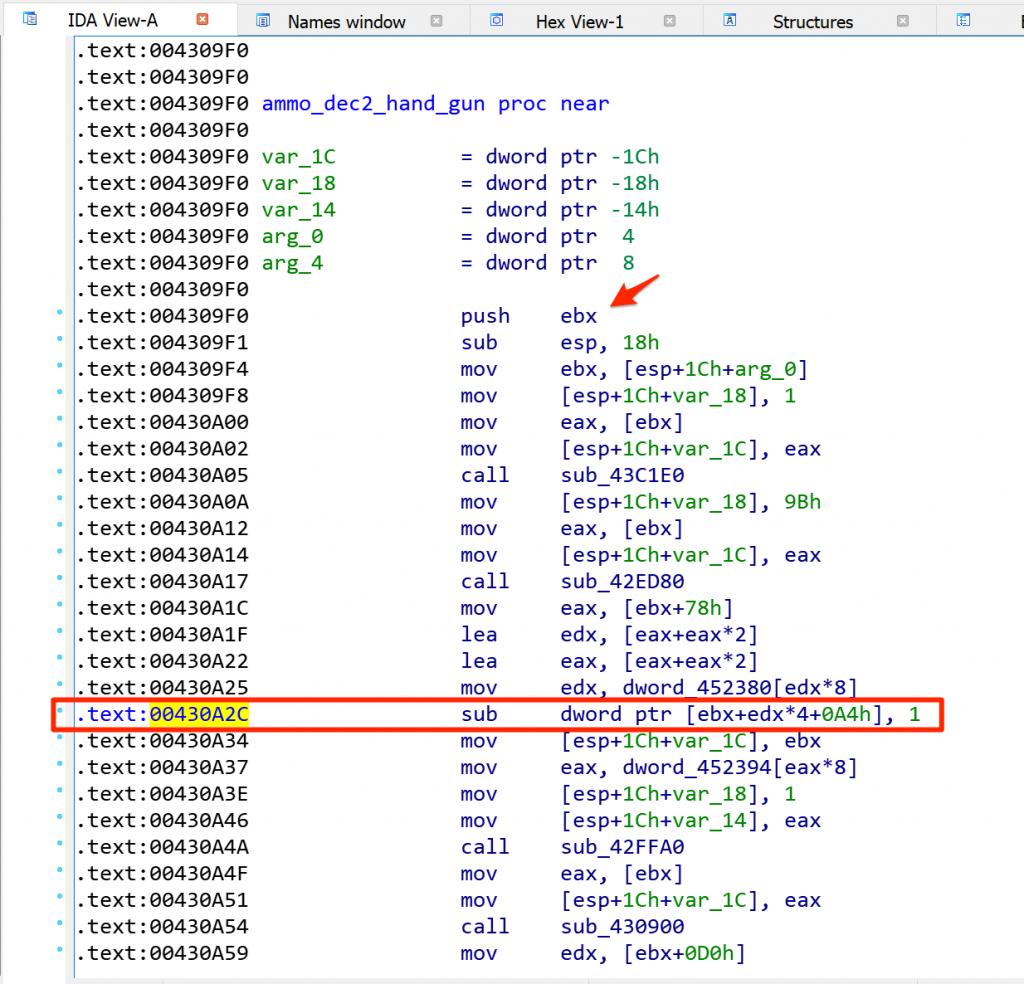 IDA View-A Names window Hex View-1 Structures
.text:004309F0
.text:004309F0
.text:004309F0 ammo_dec2_hand_gun proc near
.text:004309F0
.text:004309F0 var_1C = dword ptr -1Ch
.text:004309F0 var_18 = dword ptr -18h
.text:004309F0 var_14 = dword ptr -14h
.text:004309F0 arg_0 = dword ptr 4
.text:004309F0 arg_4 = dword ptr 8
.text:004309F0
.text:004309F0 push ebx
.text:004309F1 sub esp, 18h
.text:004309F4 mov ebx, [esp+1Ch+arg_0]
.text:004309F8 mov [esp+1Ch+var_18], 1
.text:00430A00 mov eax, [ebx]
.text:00430A02 mov [esp+1Ch+var_1C], eax
.text:00430A05 call sub_43C1E0
.text:00430A0A mov [esp+1Ch+var_18], 9Bh
.text:00430A12 mov eax, [ebx]
.text:00430A14 mov [esp+1Ch+var_1C], eax
.text:00430A17 call sub_42ED80
.text:00430A1C mov eax, [ebx+78h]
.text:00430A1F lea edx, [eax+eax*2]
.text:00430A22 lea eax, [eax+eax*2]
.text:00430A25 mov edx, dword_452380[edx*8]
.text:00430A2C sub dword ptr [ebx+edx*4+0A4h], 1
.text:00430A34 mov [esp+1Ch+var_1C], ebx
.text:00430A37 mov eax, dword_452394[eax*8]
.text:00430A3E mov [esp+1Ch+var_18], 1
.text:00430A46 mov [esp+1Ch+var_14], eax
.text:00430A4A call sub_42FFA0
.text:00430A4F mov eax, [ebx]
.text:00430A51 mov [esp+1Ch+var_1C], eax
.text:00430A54 call sub_430900
.text:00430A59 mov edx, [ebx+0D0h]